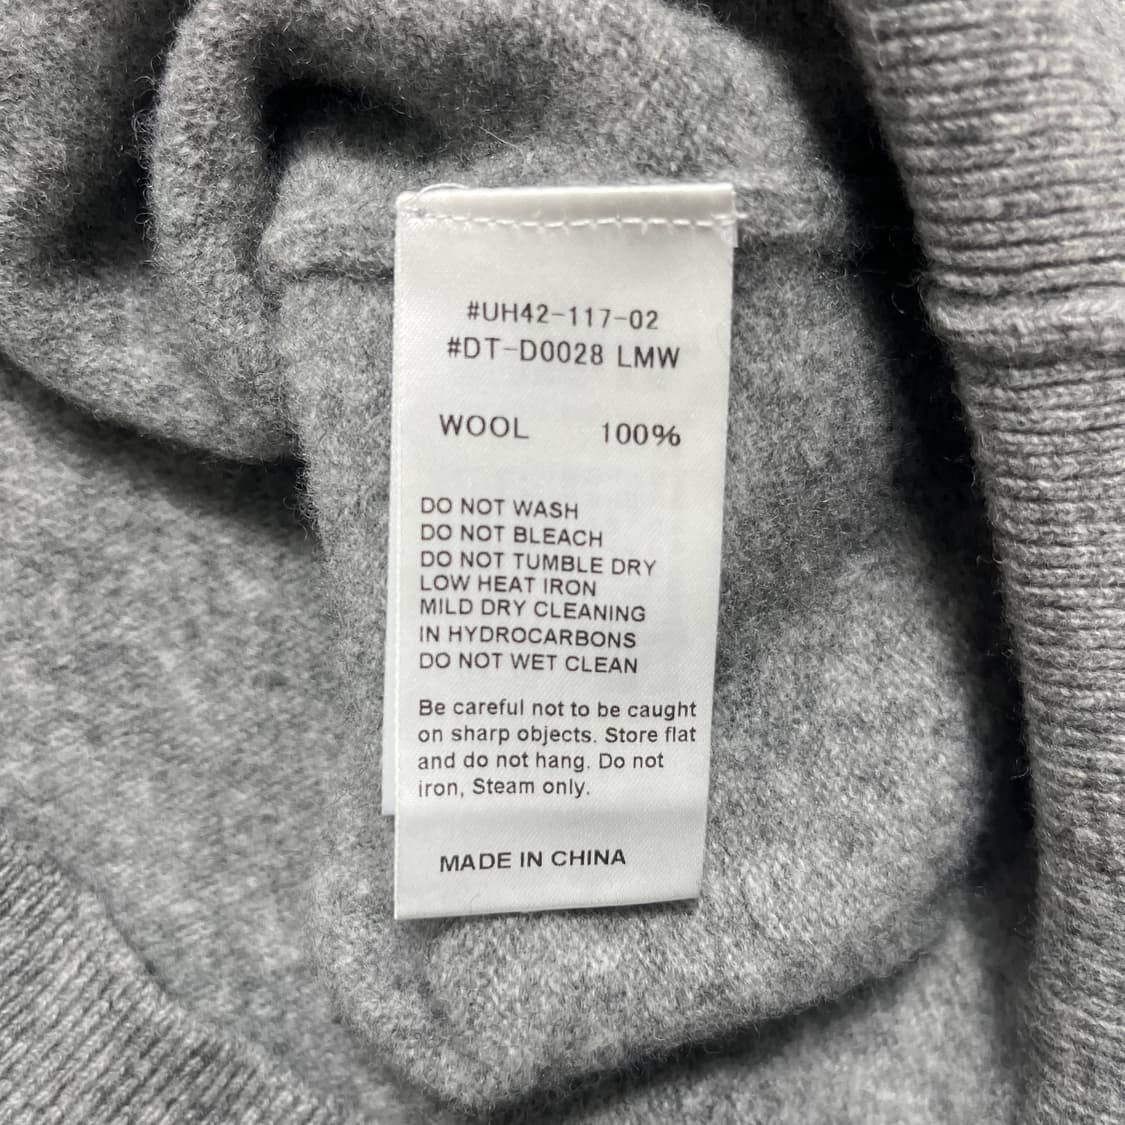 #UH42-117-02
#DT-D0028 LMW
WOOL 100%
DO NOT WASH
DO NOT BLEACH
DO NOT TUMBLE DRY
LOW HEAT IRON
MILD DRY CLEANING
IN HYDROCARBONS
DO NOT WET CLEAN
Be careful not to be caught
on sharp objects. Store flat
and do not hang. Do not
iron, Steam only.
MADE IN CHINA